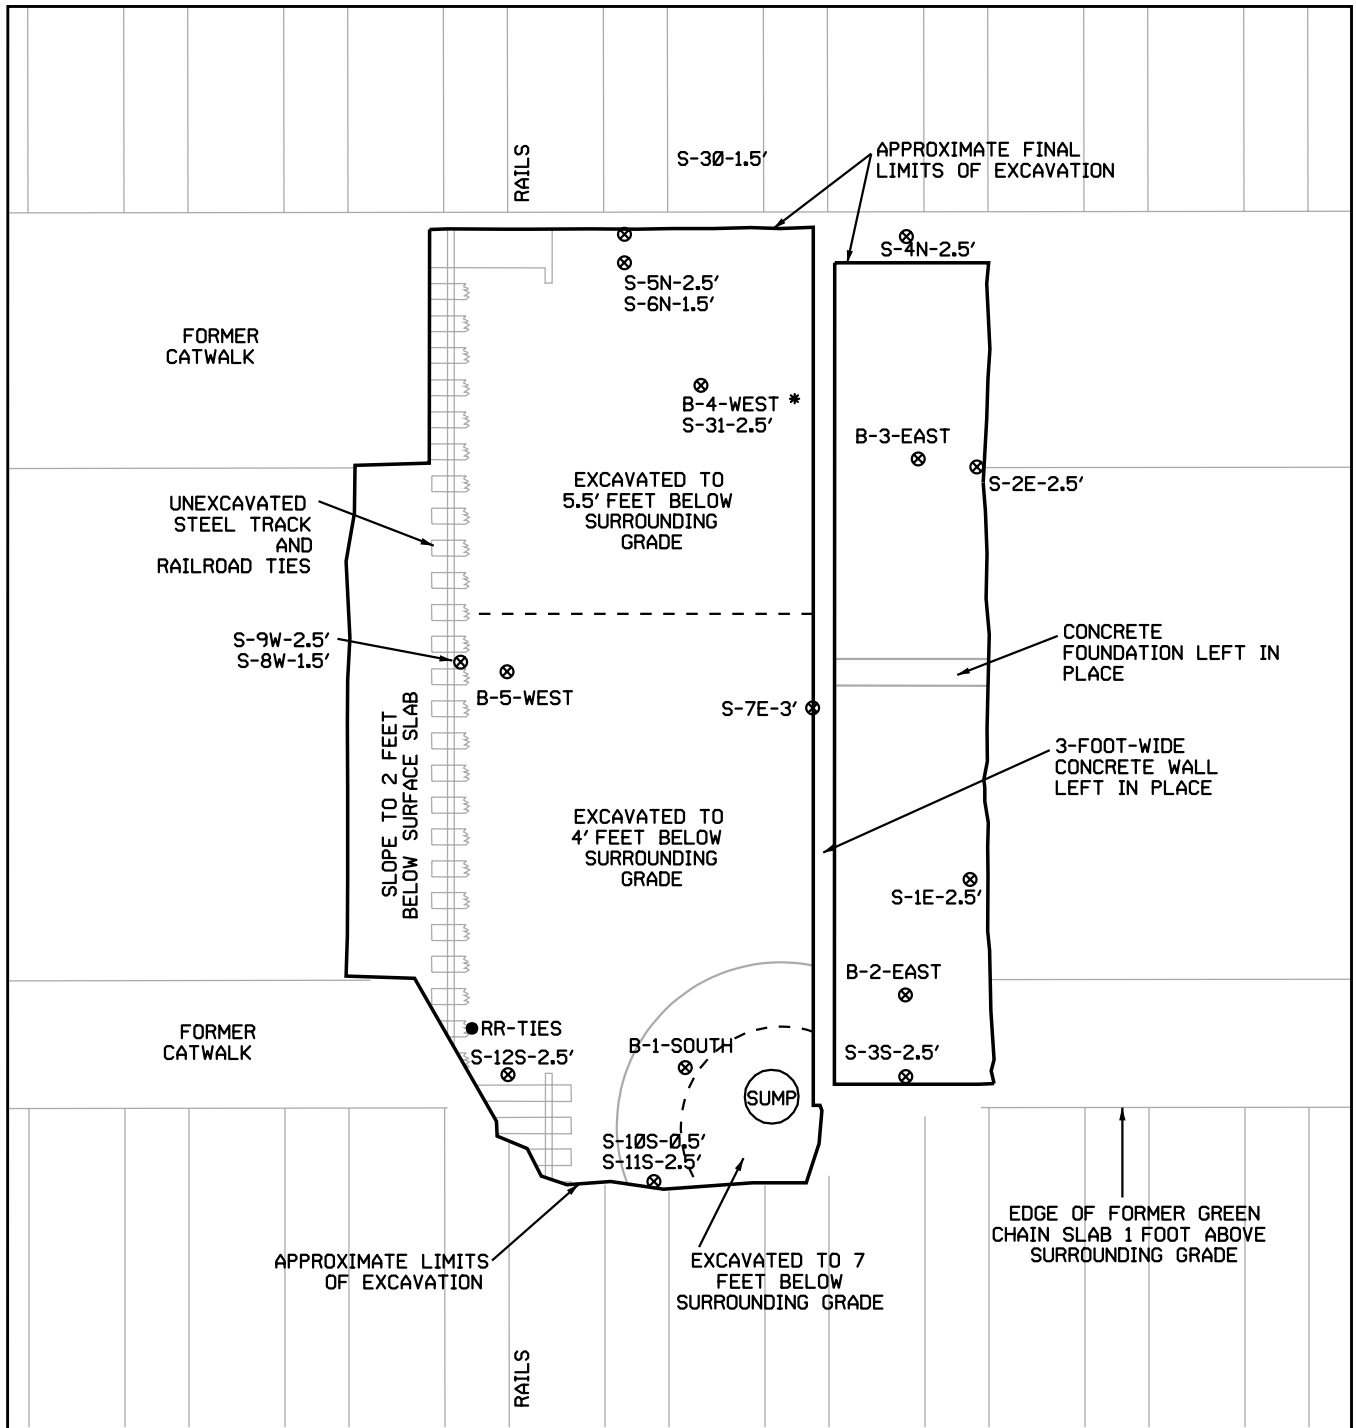 RAILS
S-30-1.5'
APPROXIMATE FINAL
LIMITS OF EXCAVATION
S-4N-2.5'
S-5N-2.5'
S-6N-1.5'
FORMER
CATWALK
B-4-WEST *
S-31-2.5'
B-3-EAST
S-2E-2.5'
UNEXCAVATED
STEEL TRACK
AND
RAILROAD TIES
EXCAVATED TO
5.5' FEET BELOW
SURROUNDING
GRADE
S-9W-2.5'
S-8W-1.5'
CONCRETE
FOUNDATION LEFT IN
PLACE
B-5-WEST
S-7E-3'
SLOPE TO 2 FEET
BELOW SURFACE SLAB
3-FOOT-WIDE
CONCRETE WALL
LEFT IN PLACE
EXCAVATED TO
4' FEET BELOW
SURROUNDING
GRADE
S-1E-2.5'
B-2-EAST
FORMER
CATWALK
RR-TIES
S-12S-2.5'
B-1-SOUTH
S-3S-2.5'
SUMP
S-10S-0.5'
S-11S-2.5'
EDGE OF FORMER GREEN
CHAIN SLAB 1 FOOT ABOVE
SURROUNDING GRADE
APPROXIMATE LIMITS
OF EXCAVATION
EXCAVATED TO 7
FEET BELOW
SURROUNDING GRADE
RAILS